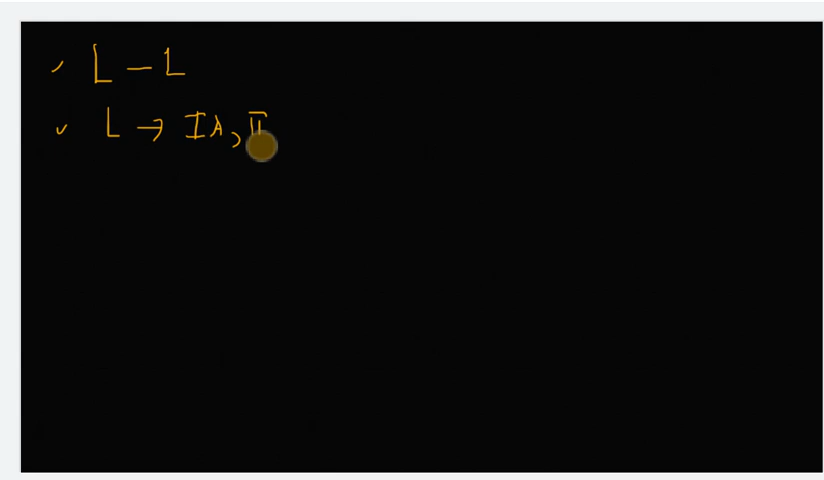 L - L
L → IA, II